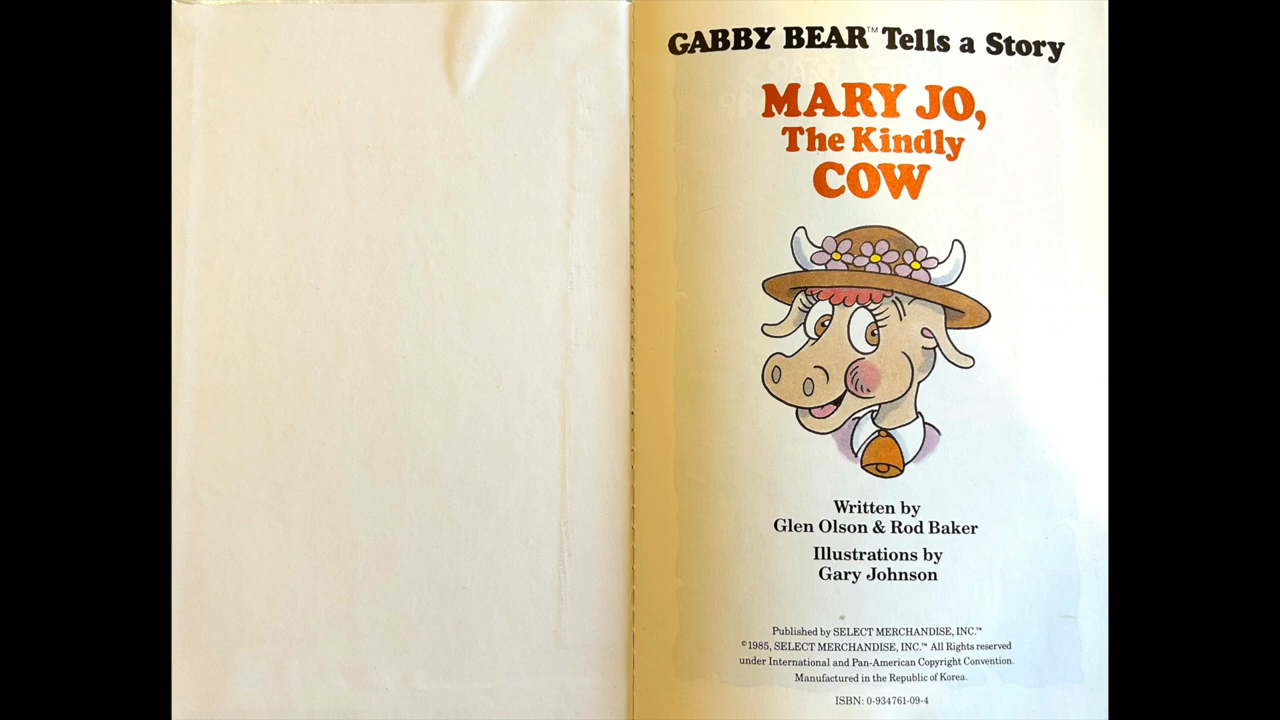 GABBY BEAR™ Tells a Story
MARY JO,
The Kindly
COW
Written by
Glen Olson & Rod Baker
Illustrations by
Gary Johnson
Published by SELECT MERCHANDISE, INC.™
©1985, SELECT MERCHANDISE, INC.™ All Rights reserved
under International and Pan-American Copyright Convention.
Manufactured in the Republic of Korea.
ISBN: 0-934761-09-4